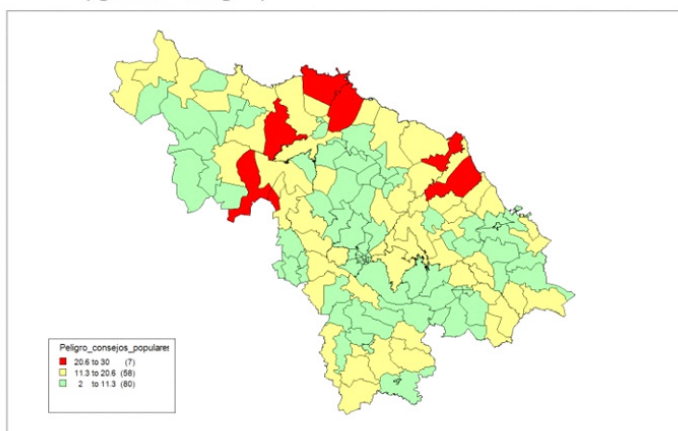 Peligro_consejos_populares
20.6 to 30 (7)
11.3 to 20.6 (58)
2 to 11.3 (80)